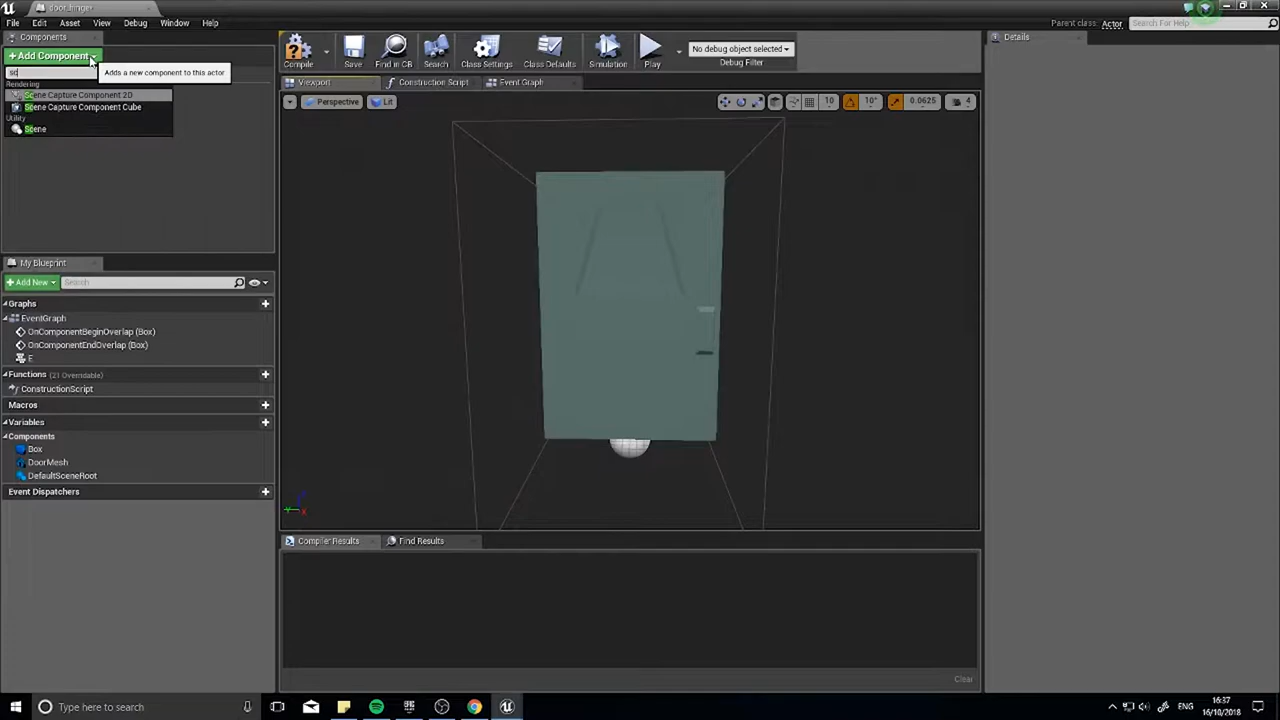 door_hinge
File Edit Asset View Debug Window Help
Parent class: Actor
Search For Help
Components
+Add Component
sc
Adds a new component to this actor
Rendering
Scene Capture Component 2D
Scene Capture Component Cube
Utility
Scene
Compile
Save
Find in CB
Search
Class Settings
Class Defaults
Simulation
Play
No debug object selected
Debug Filter
Details
Viewport
Construction Script
Event Graph
Perspective
Lit
10
10°
0.0625
4
My Blueprint
+Add New
Search
Graphs
EventGraph
OnComponentBeginOverlap (Box)
OnComponentEndOverlap (Box)
E
Functions (21 Overridable)
ConstructionScript
Macros
Variables
Components
Box
DoorMesh
DefaultSceneRoot
Event Dispatchers
Compiler Results
Find Results
Clear
Type here to search
ENG
16:37
16/10/2018